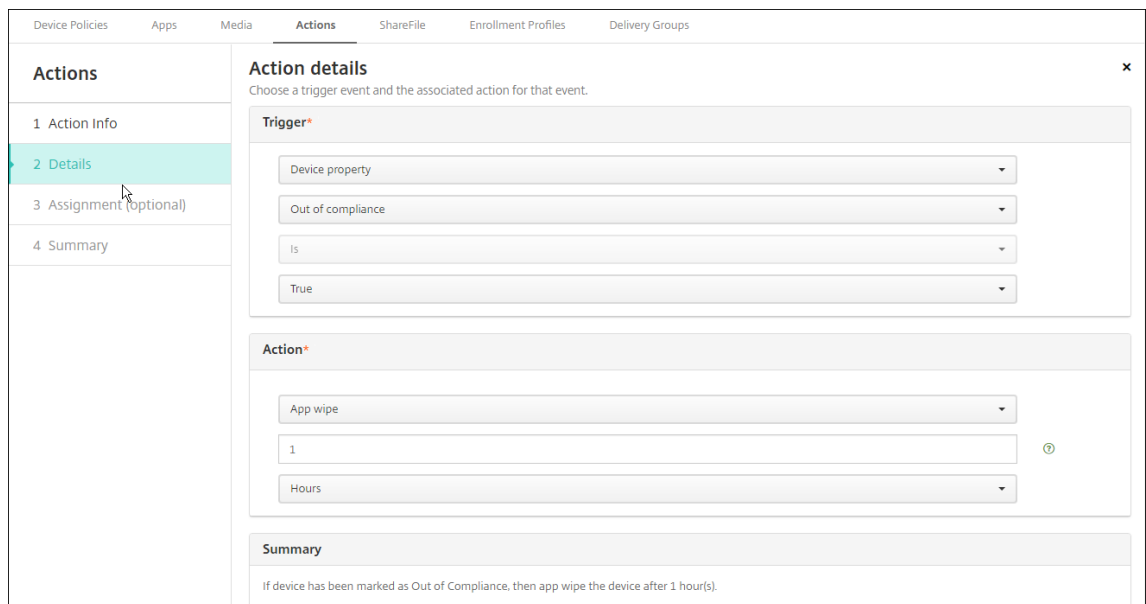 Device Policies Apps Media Actions ShareFile Enrollment Profiles Delivery Groups
Actions
1 Action Info
2 Details
3 Assignment (optional)
4 Summary
Action details
Choose a trigger event and the associated action for that event.
Trigger*
Device property
Out of compliance
Is
True
Action*
App wipe
1
Hours
Summary
If device has been marked as Out of Compliance, then app wipe the device after 1 hour(s).